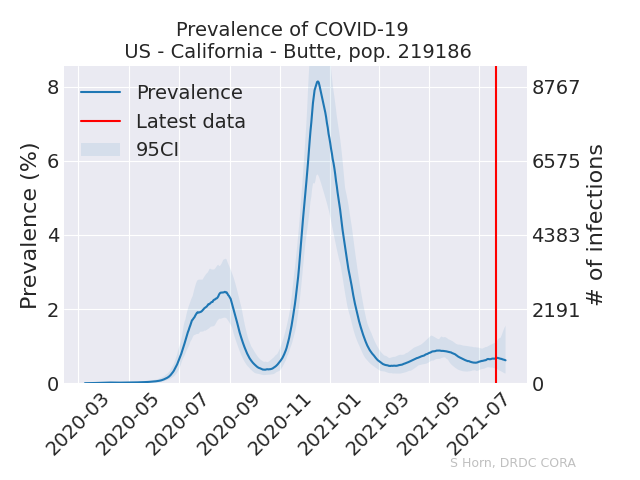 Prevalence of COVID-19
US - California - Butte, pop. 219186
Prevalence
Latest data
95CI
Prevalence (%)
8
6
4
2
0
8767
6575
4383
2191
0
# of infections
2020-03
2020-05
2020-07
2020-09
2020-11
2021-01
2021-03
2021-05
2021-07
S Horn, DRDC CORA